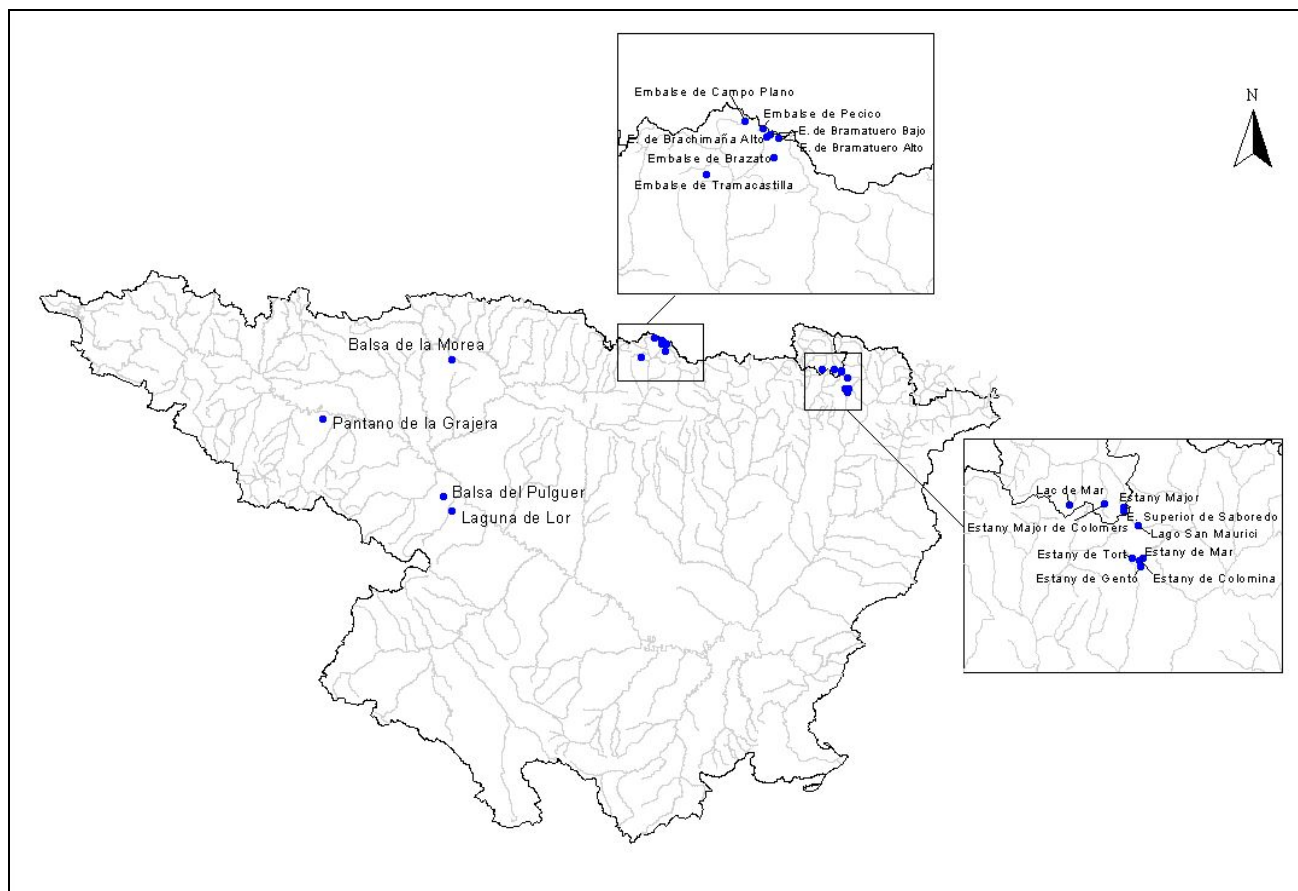 Embalse de Campo Plano
Embalse de Pecico
E. de Bramatuero Bajo
E. de Brachimaña Alto
E. de Bramatuero Alto
Embalse de Brazato
Embalse de Tramacastilla
N
Balsa de la Morea
Pantano de la Grajera
Balsa del Pulguer
Laguna de Lor
Lac de Mar
Estany Major
E. Superior de Saboredo
Estany Major de Colomers
Lago San Maurici
Estany de Tort
Estany de Mar
Estany de Gento
Estany de Colomina